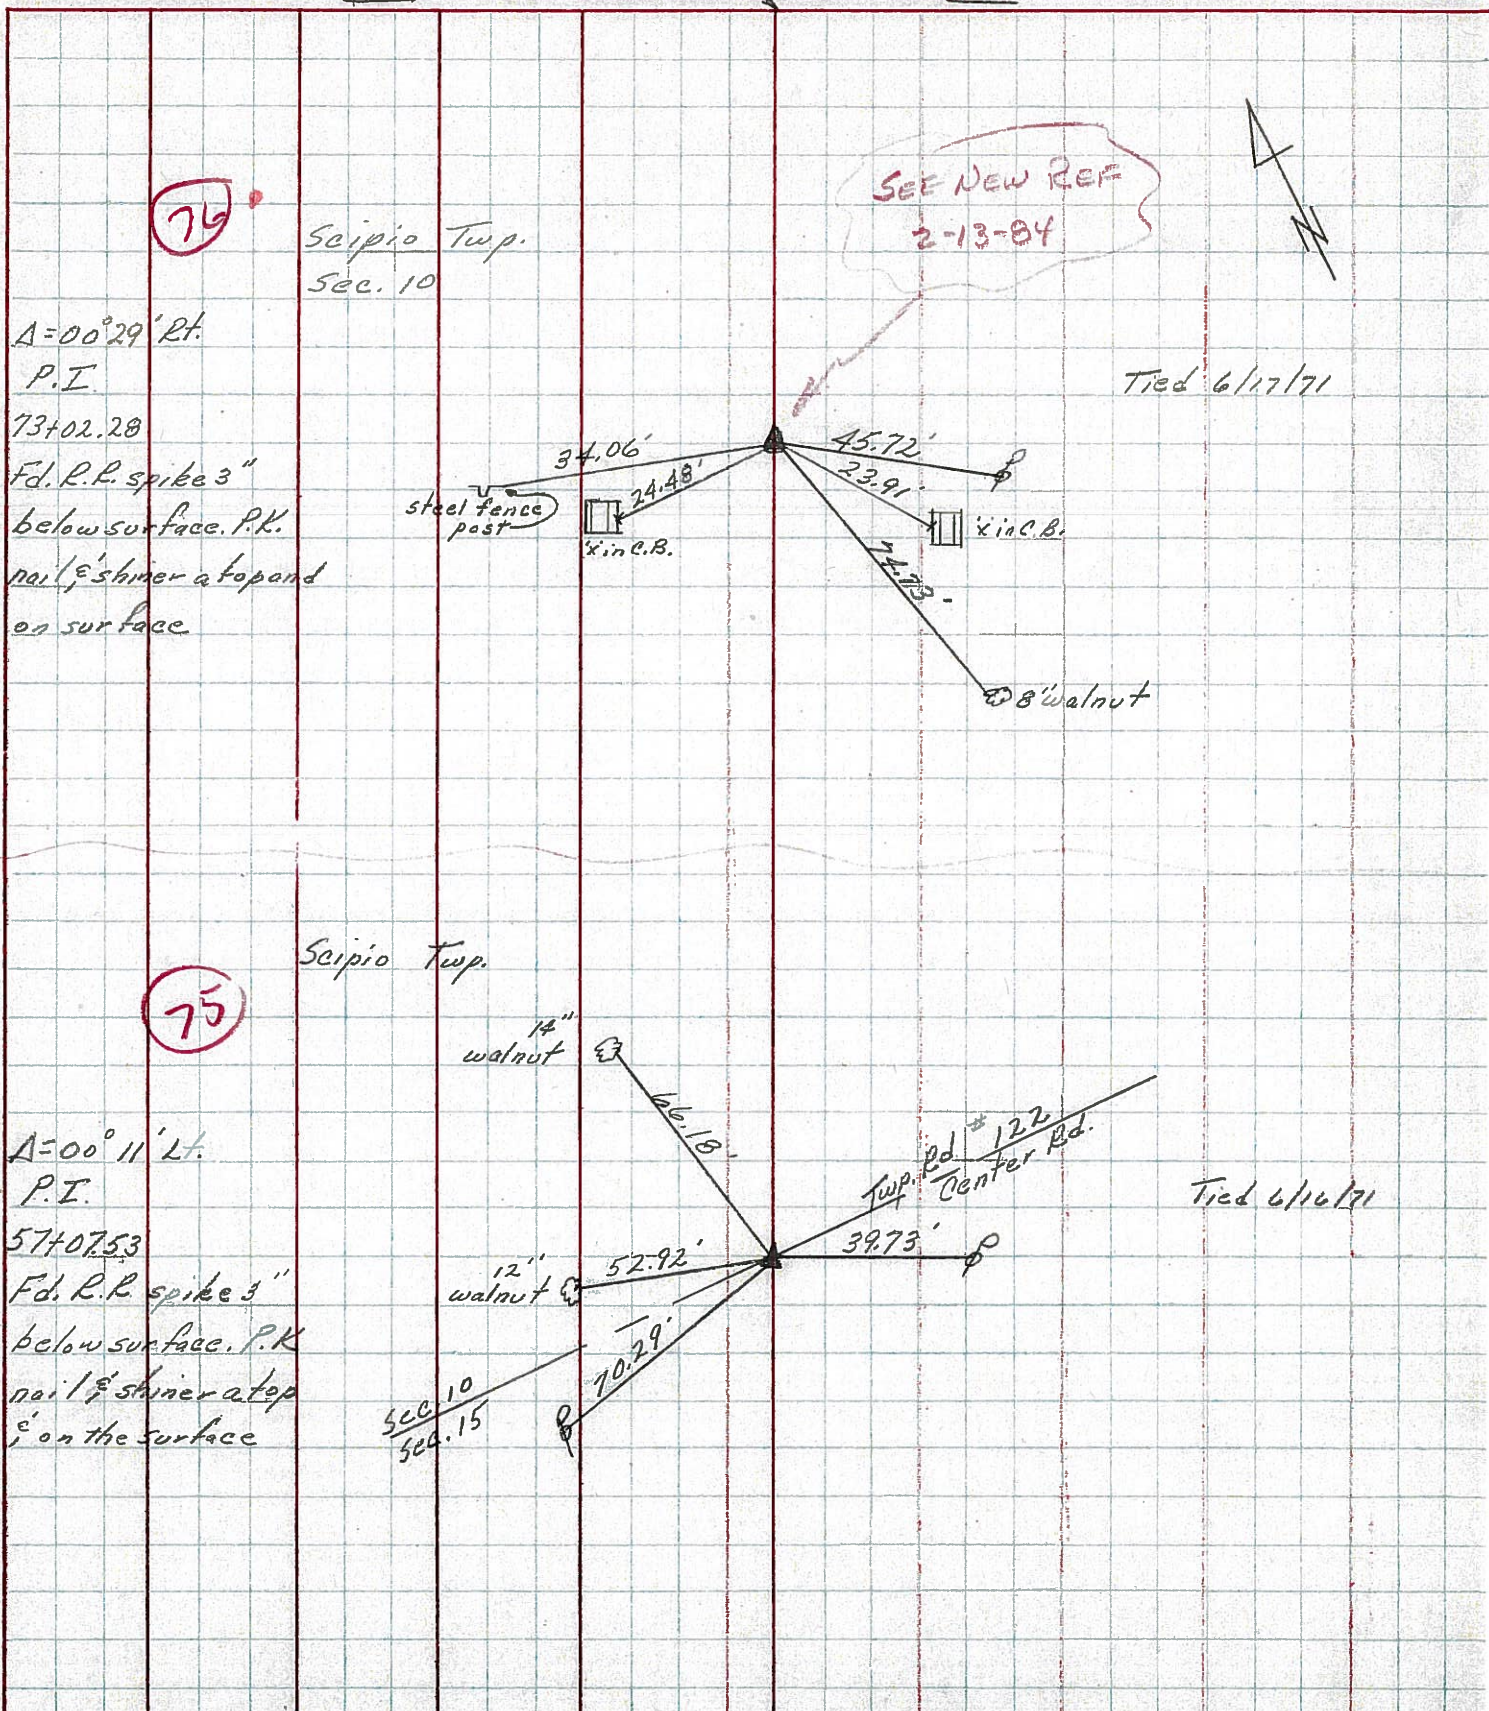 76
Scipio Twp.
Sec. 10
SEE NEW REF
2-13-84
Δ=00°29' Rt.
P.I.
73+02.28
Fd. R.R. spike 3"
below surface. P.K.
nail & shiner atop and
on surface
Tied 6/17/71
34.06'
24.48'
45.72'
23.91'
74.73'
steel fence
post
'x' in C.B.
'x' in C.B.
8" walnut
N
75
Scipio Twp.
Δ=00°11' Lt.
P.I.
57+07.53
Fd. R.R. spike 3"
below surface. P.K
nail & shiner atop
& on the surface
14"
walnut
66.18'
Twp. Rd. # 122
Center Rd.
Tied 6/16/71
12"
walnut
52.92'
39.73'
70.29'
Sec. 10
Sec. 15